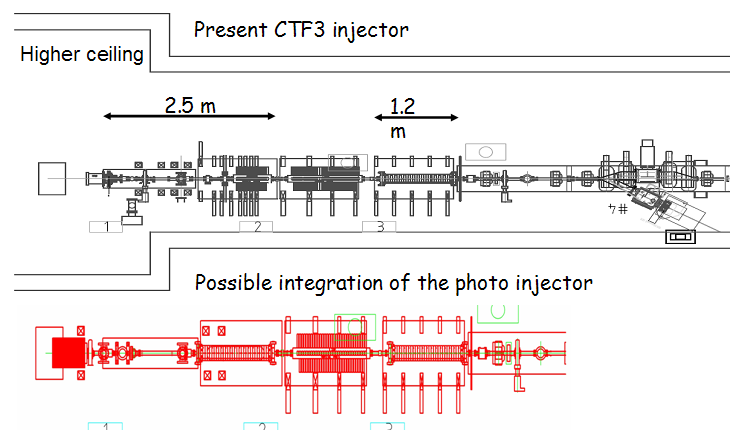 Present CTF3 injector
Higher ceiling
2.5 m
1.2
m
#4
1
2
3
Possible integration of the photo injector
1
2
3